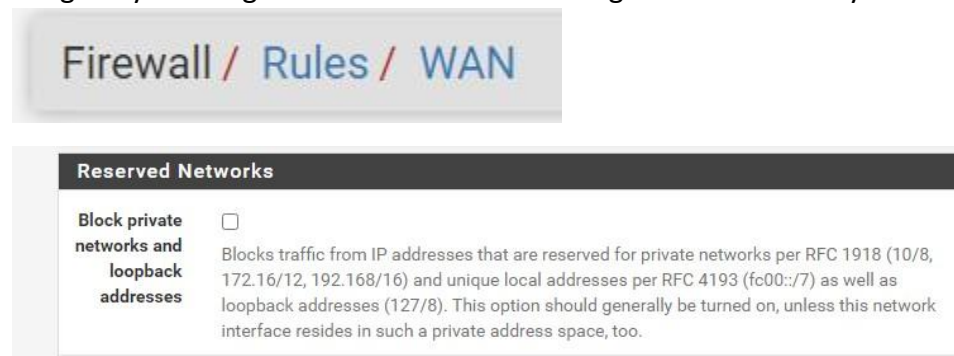 Firewall / Rules / WAN
Reserved Networks
Block private
networks and
loopback
addresses
Blocks traffic from IP addresses that are reserved for private networks per RFC 1918 (10/8,
172.16/12, 192.168/16) and unique local addresses per RFC 4193 (fc00::/7) as well as
loopback addresses (127/8). This option should generally be turned on, unless this network
interface resides in such a private address space, too.